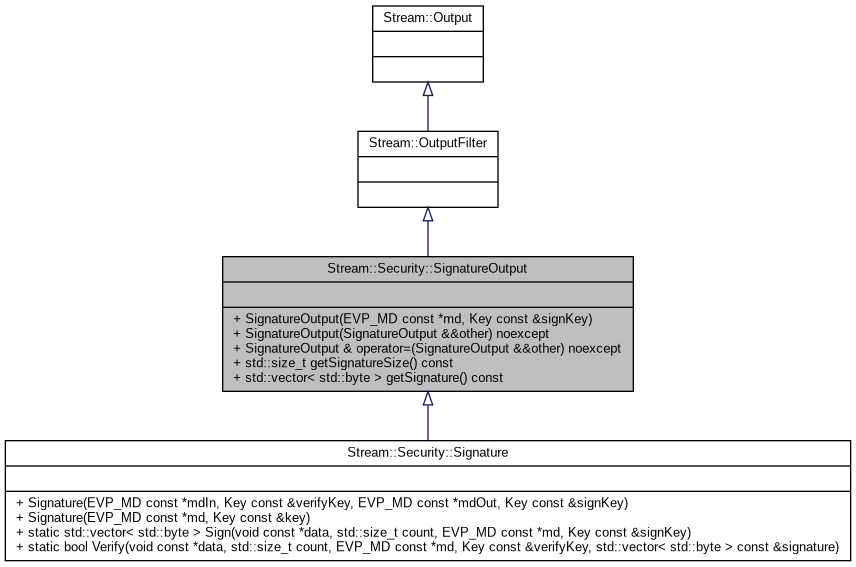 Stream::Output
Stream::OutputFilter
Stream::Security::SignatureOutput
+ SignatureOutput(EVP_MD const *md, Key const &signKey)
+ SignatureOutput(SignatureOutput &&other) noexcept
+ SignatureOutput & operator=(SignatureOutput &&other) noexcept
+ std::size_t getSignatureSize() const
+ std::vector< std::byte > getSignature() const
Stream::Security::Signature
+ Signature(EVP_MD const *mdIn, Key const &verifyKey, EVP_MD const *mdOut, Key const &signKey)
+ Signature(EVP_MD const *md, Key const &key)
+ static std::vector< std::byte > Sign(void const *data, std::size_t count, EVP_MD const *md, Key const &signKey)
+ static bool Verify(void const *data, std::size_t count, EVP_MD const *md, Key const &verifyKey, std::vector< std::byte > const &signature)